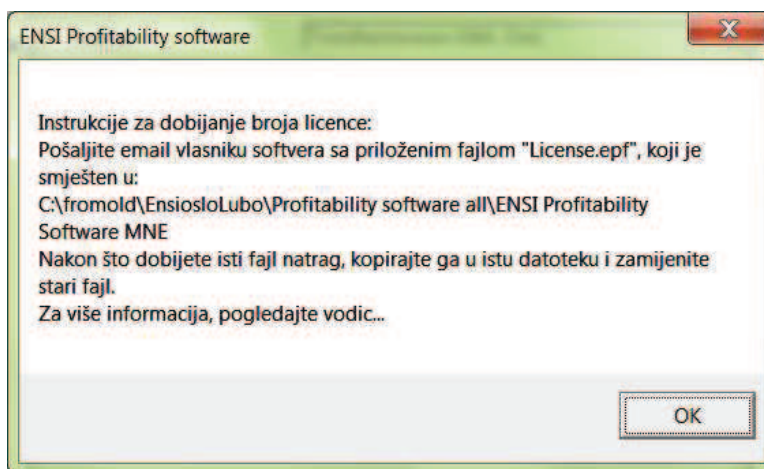 ENSI Profitability software
Instrukcije za dobijanje broja licence:
Pošaljite email vlasniku softvera sa priloženim fajlom "License.epf", koji je
smješten u:
C:\fromold\EnsiosloLubo\Profitability software all\ENSI Profitability
Software MNE
Nakon što dobijete isti fajl natrag, kopirajte ga u istu datoteku i zamijenite
stari fajl.
Za više informacija, pogledajte vodic...
OK